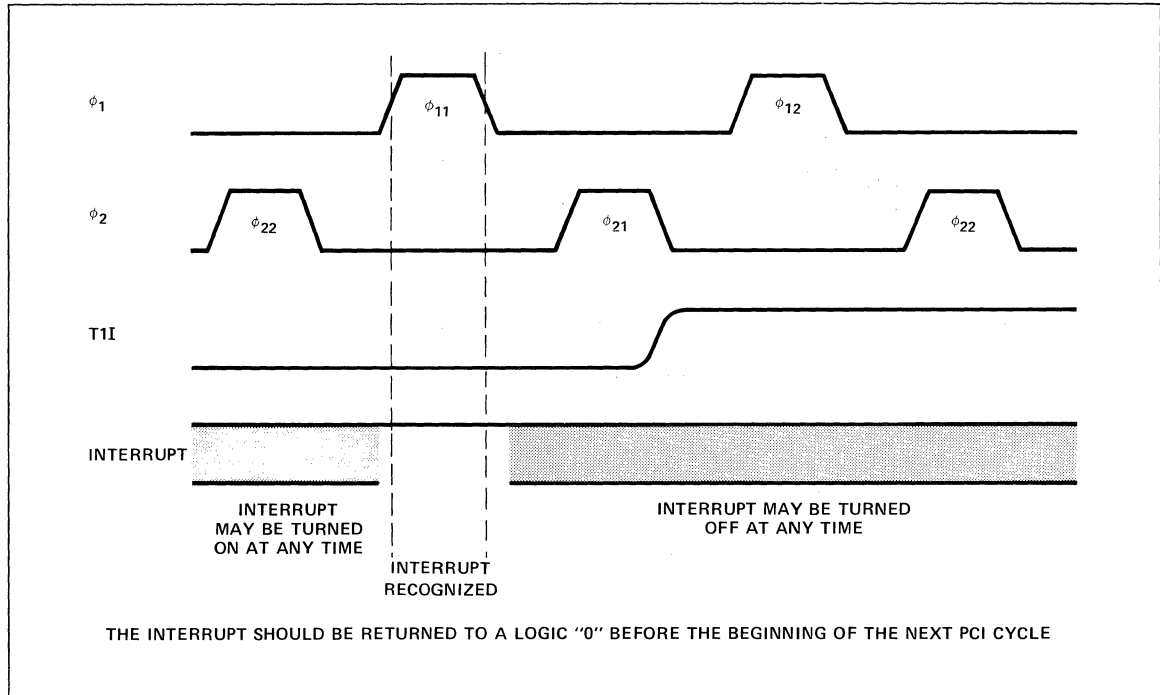 ϕ1
ϕ11
ϕ12
ϕ2
ϕ22
ϕ21
ϕ22
T1I
INTERRUPT
INTERRUPT
MAY BE TURNED
ON AT ANY TIME
INTERRUPT MAY BE TURNED
OFF AT ANY TIME
INTERRUPT
RECOGNIZED
THE INTERRUPT SHOULD BE RETURNED TO A LOGIC "0" BEFORE THE BEGINNING OF THE NEXT PCI CYCLE